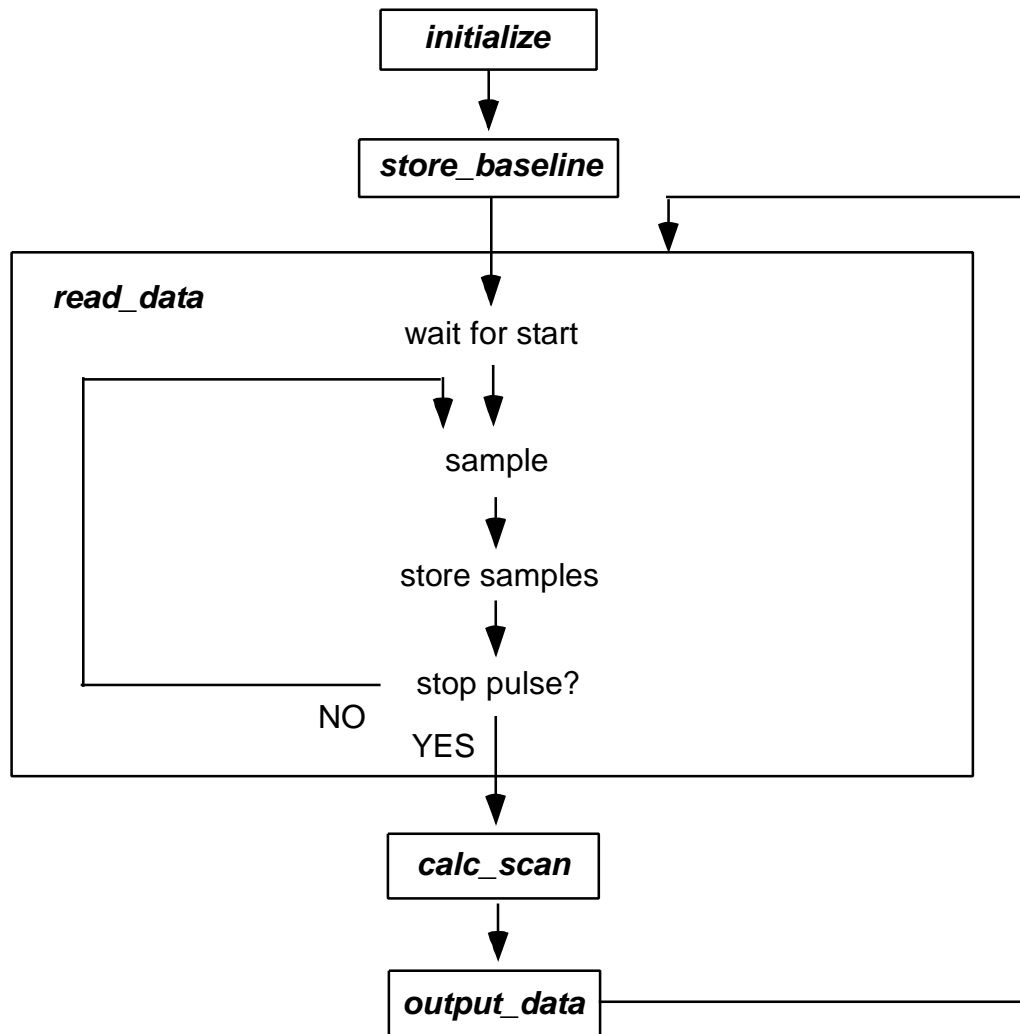 initialize
store_baseline
read_data
wait for start
sample
store samples
stop pulse?
NO
YES
calc_scan
output_data